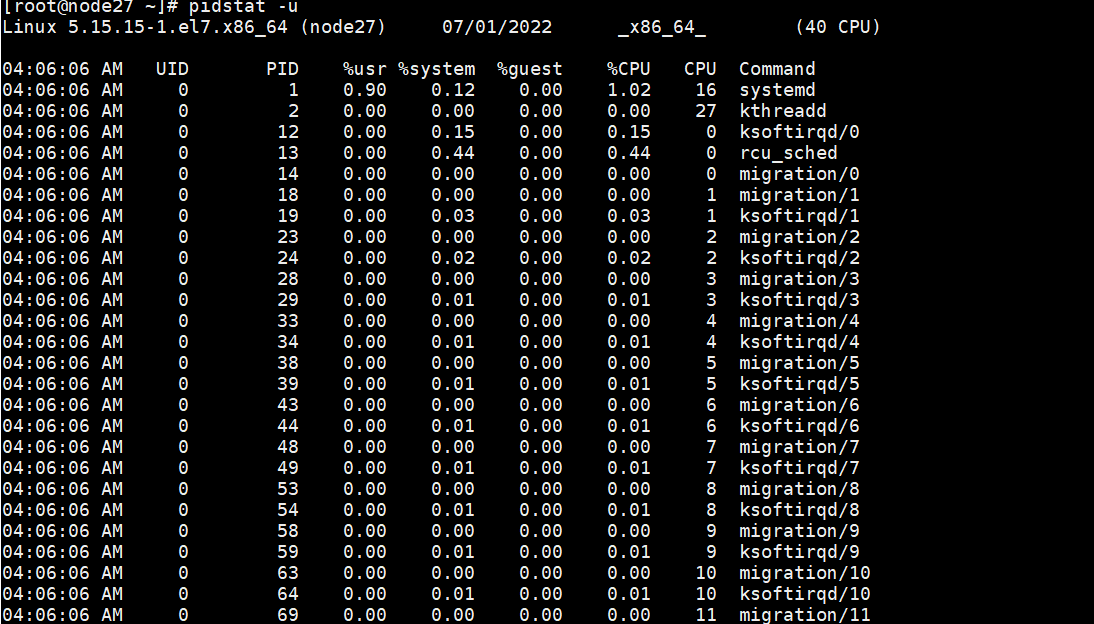 [root@node27 ~]# pidstat -u
Linux 5.15.15-1.el7.x86_64 (node27)     07/01/2022      _x86_64_        (40 CPU)

04:06:06 AM   UID       PID    %usr %system  %guest    %CPU   CPU  Command
04:06:06 AM     0         1    0.90    0.12    0.00    1.02    16  systemd
04:06:06 AM     0         2    0.00    0.00    0.00    0.00    27  kthreadd
04:06:06 AM     0        12    0.00    0.15    0.00    0.15     0  ksoftirqd/0
04:06:06 AM     0        13    0.00    0.44    0.00    0.44     0  rcu_sched
04:06:06 AM     0        14    0.00    0.00    0.00    0.00     0  migration/0
04:06:06 AM     0        18    0.00    0.00    0.00    0.00     1  migration/1
04:06:06 AM     0        19    0.00    0.03    0.00    0.03     1  ksoftirqd/1
04:06:06 AM     0        23    0.00    0.00    0.00    0.00     2  migration/2
04:06:06 AM     0        24    0.00    0.02    0.00    0.02     2  ksoftirqd/2
04:06:06 AM     0        28    0.00    0.00    0.00    0.00     3  migration/3
04:06:06 AM     0        29    0.00    0.01    0.00    0.01     3  ksoftirqd/3
04:06:06 AM     0        33    0.00    0.00    0.00    0.00     4  migration/4
04:06:06 AM     0        34    0.00    0.01    0.00    0.01     4  ksoftirqd/4
04:06:06 AM     0        38    0.00    0.00    0.00    0.00     5  migration/5
04:06:06 AM     0        39    0.00    0.01    0.00    0.01     5  ksoftirqd/5
04:06:06 AM     0        43    0.00    0.00    0.00    0.00     6  migration/6
04:06:06 AM     0        44    0.00    0.01    0.00    0.01     6  ksoftirqd/6
04:06:06 AM     0        48    0.00    0.00    0.00    0.00     7  migration/7
04:06:06 AM     0        49    0.00    0.01    0.00    0.01     7  ksoftirqd/7
04:06:06 AM     0        53    0.00    0.00    0.00    0.00     8  migration/8
04:06:06 AM     0        54    0.00    0.01    0.00    0.01     8  ksoftirqd/8
04:06:06 AM     0        58    0.00    0.00    0.00    0.00     9  migration/9
04:06:06 AM     0        59    0.00    0.01    0.00    0.01     9  ksoftirqd/9
04:06:06 AM     0        63    0.00    0.00    0.00    0.00    10  migration/10
04:06:06 AM     0        64    0.00    0.01    0.00    0.01    10  ksoftirqd/10
04:06:06 AM     0        69    0.00    0.00    0.00    0.00    11  migration/11